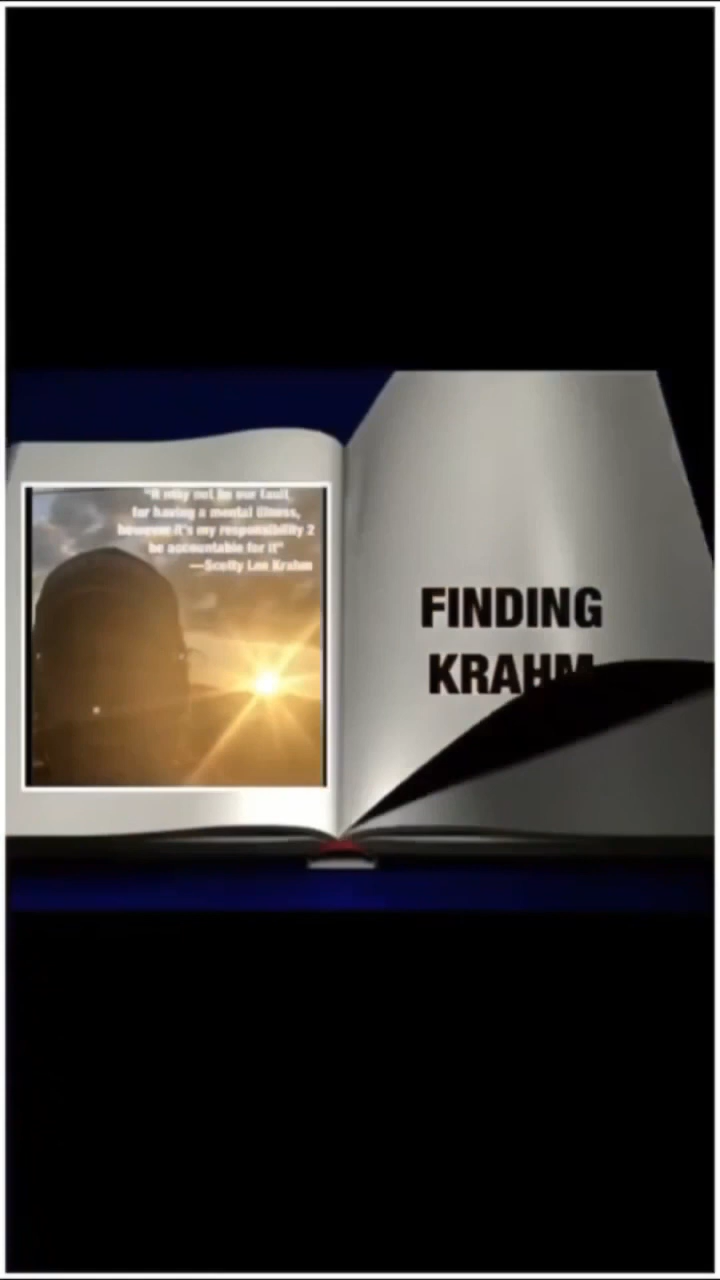 "It may not be our fault,
for having a mental illness,
however it's my responsibility 2
be accountable for it"
—Scotty Lee Krahm
FINDING
KRAHM